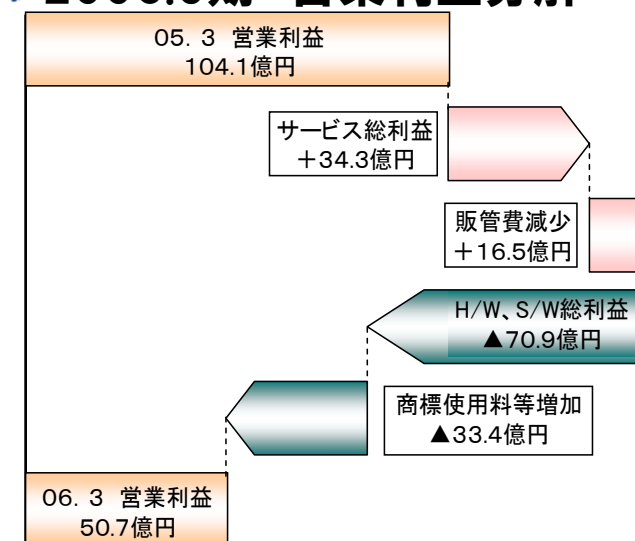 05. 3 営業利益
104.1億円
サービス総利益
＋34.3億円
販管費減少
＋16.5億円
H/W、S/W総利益
▲70.9億円
商標使用料等増加
▲33.4億円
06. 3 営業利益
50.7億円